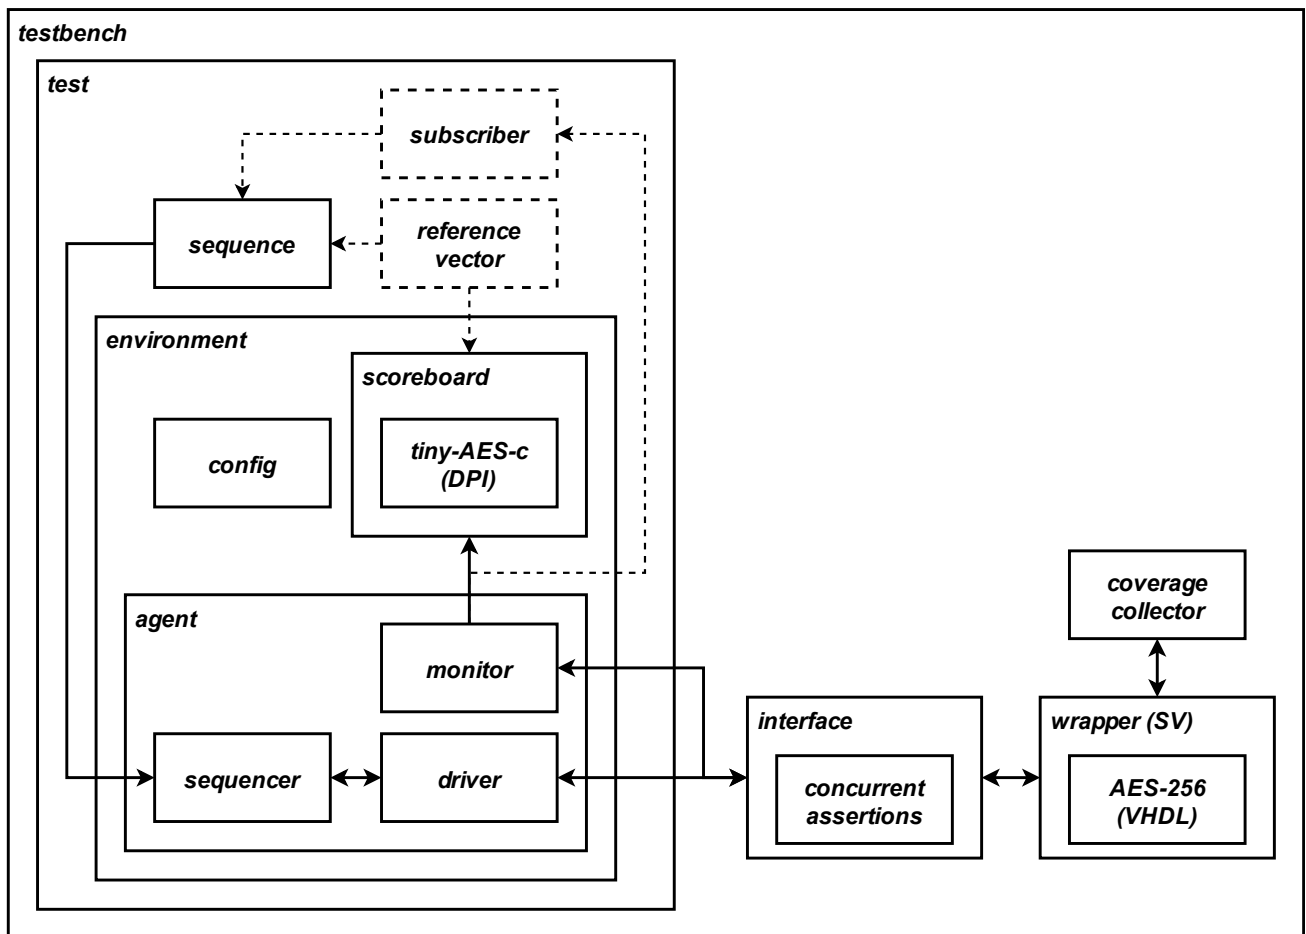 testbench
test
subscriber
sequence
reference
vector
environment
scoreboard
config
tiny-AES-c
(DPI)
agent
monitor
sequencer
driver
interface
concurrent
assertions
coverage
collector
wrapper (SV)
AES-256
(VHDL)